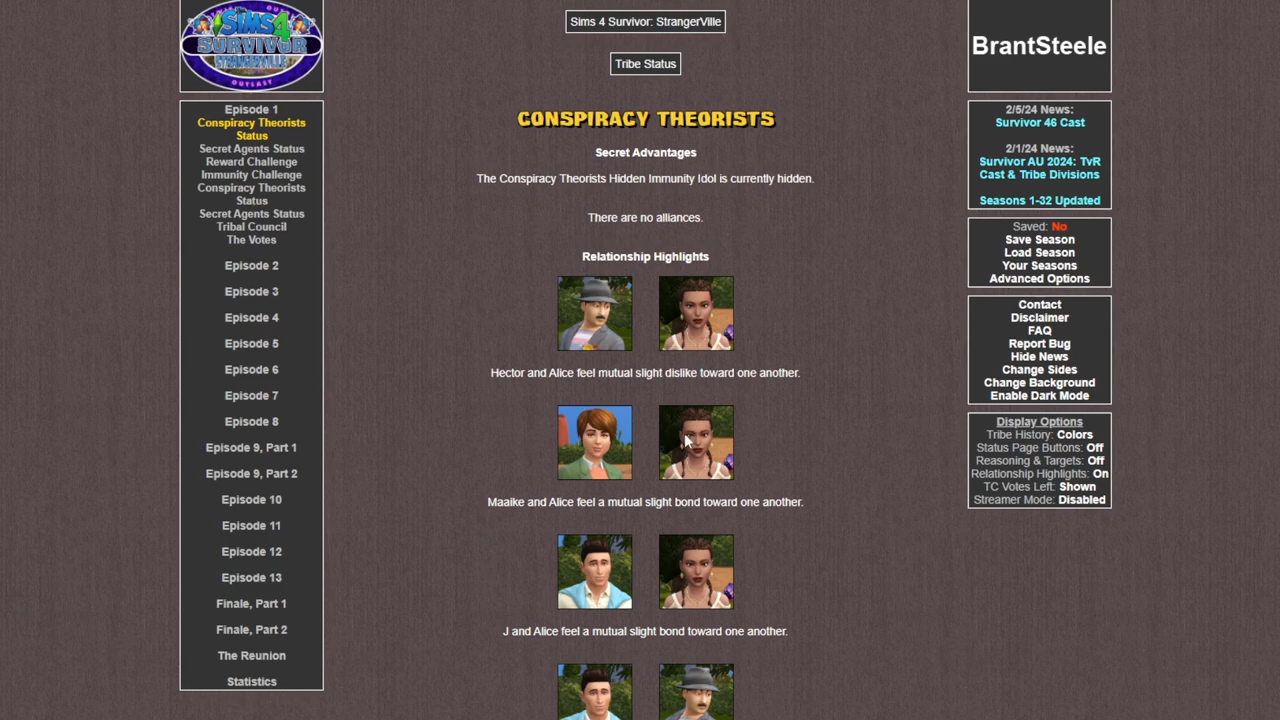 SIMS 4
SURVIVOR
STRANGERVILLE
OUTLAST
Episode 1
Conspiracy Theorists
Status
Secret Agents Status
Reward Challenge
Immunity Challenge
Conspiracy Theorists
Status
Secret Agents Status
Tribal Council
The Votes
Episode 2
Episode 3
Episode 4
Episode 5
Episode 6
Episode 7
Episode 8
Episode 9, Part 1
Episode 9, Part 2
Episode 10
Episode 11
Episode 12
Episode 13
Finale, Part 1
Finale, Part 2
The Reunion
Statistics
Sims 4 Survivor: StrangerVille
Tribe Status
CONSPIRACY THEORISTS
Secret Advantages
The Conspiracy Theorists Hidden Immunity Idol is currently hidden.
There are no alliances.
Relationship Highlights
Hector and Alice feel mutual slight dislike toward one another.
Maaike and Alice feel a mutual slight bond toward one another.
J and Alice feel a mutual slight bond toward one another.
BrantSteele
2/5/24 News:
Survivor 46 Cast
2/1/24 News:
Survivor AU 2024: TvR
Cast & Tribe Divisions
Seasons 1-32 Updated
Saved: No
Save Season
Load Season
Your Seasons
Advanced Options
Contact
Disclaimer
FAQ
Report Bug
Hide News
Change Sides
Change Background
Enable Dark Mode
Display Options
Tribe History: Colors
Status Page Buttons: Off
Reasoning & Targets: Off
Relationship Highlights: On
TC Votes Left: Shown
Streamer Mode: Disabled